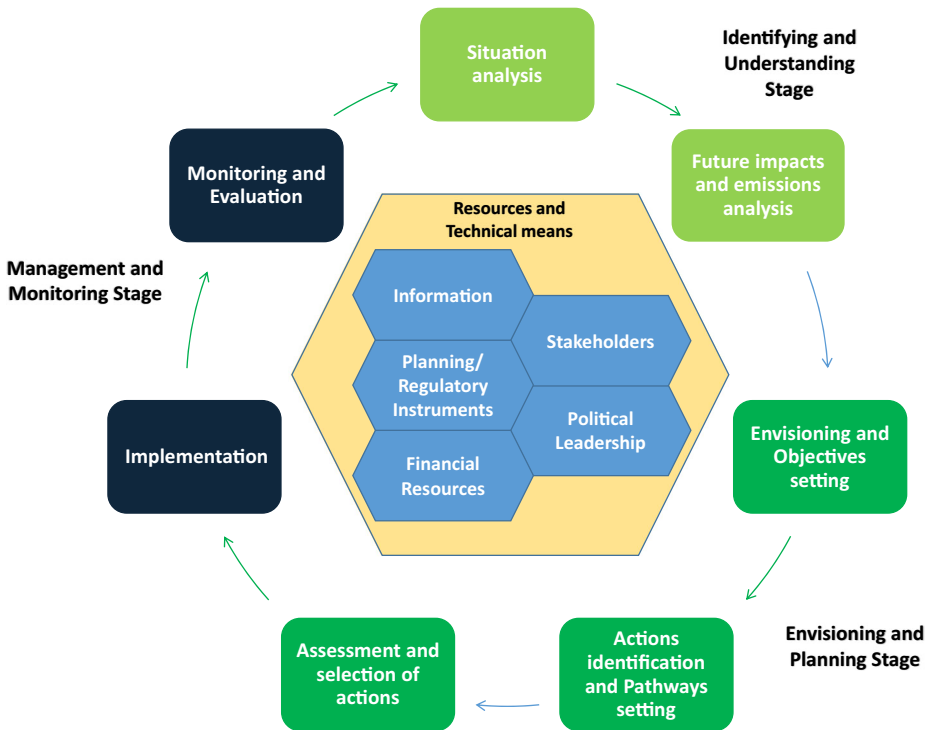 Situation
analysis
Identifying and
Understanding
Stage
Future impacts
and emissions
analysis
Monitoring and
Evaluation
Resources and
Technical means
Management and
Monitoring Stage
Information
Stakeholders
Planning/
Regulatory
Instruments
Political
Leadership
Financial
Resources
Envisioning and
Objectives
setting
Implementation
Envisioning and
Planning Stage
Actions
identification
and Pathways
setting
Assessment and
selection of
actions